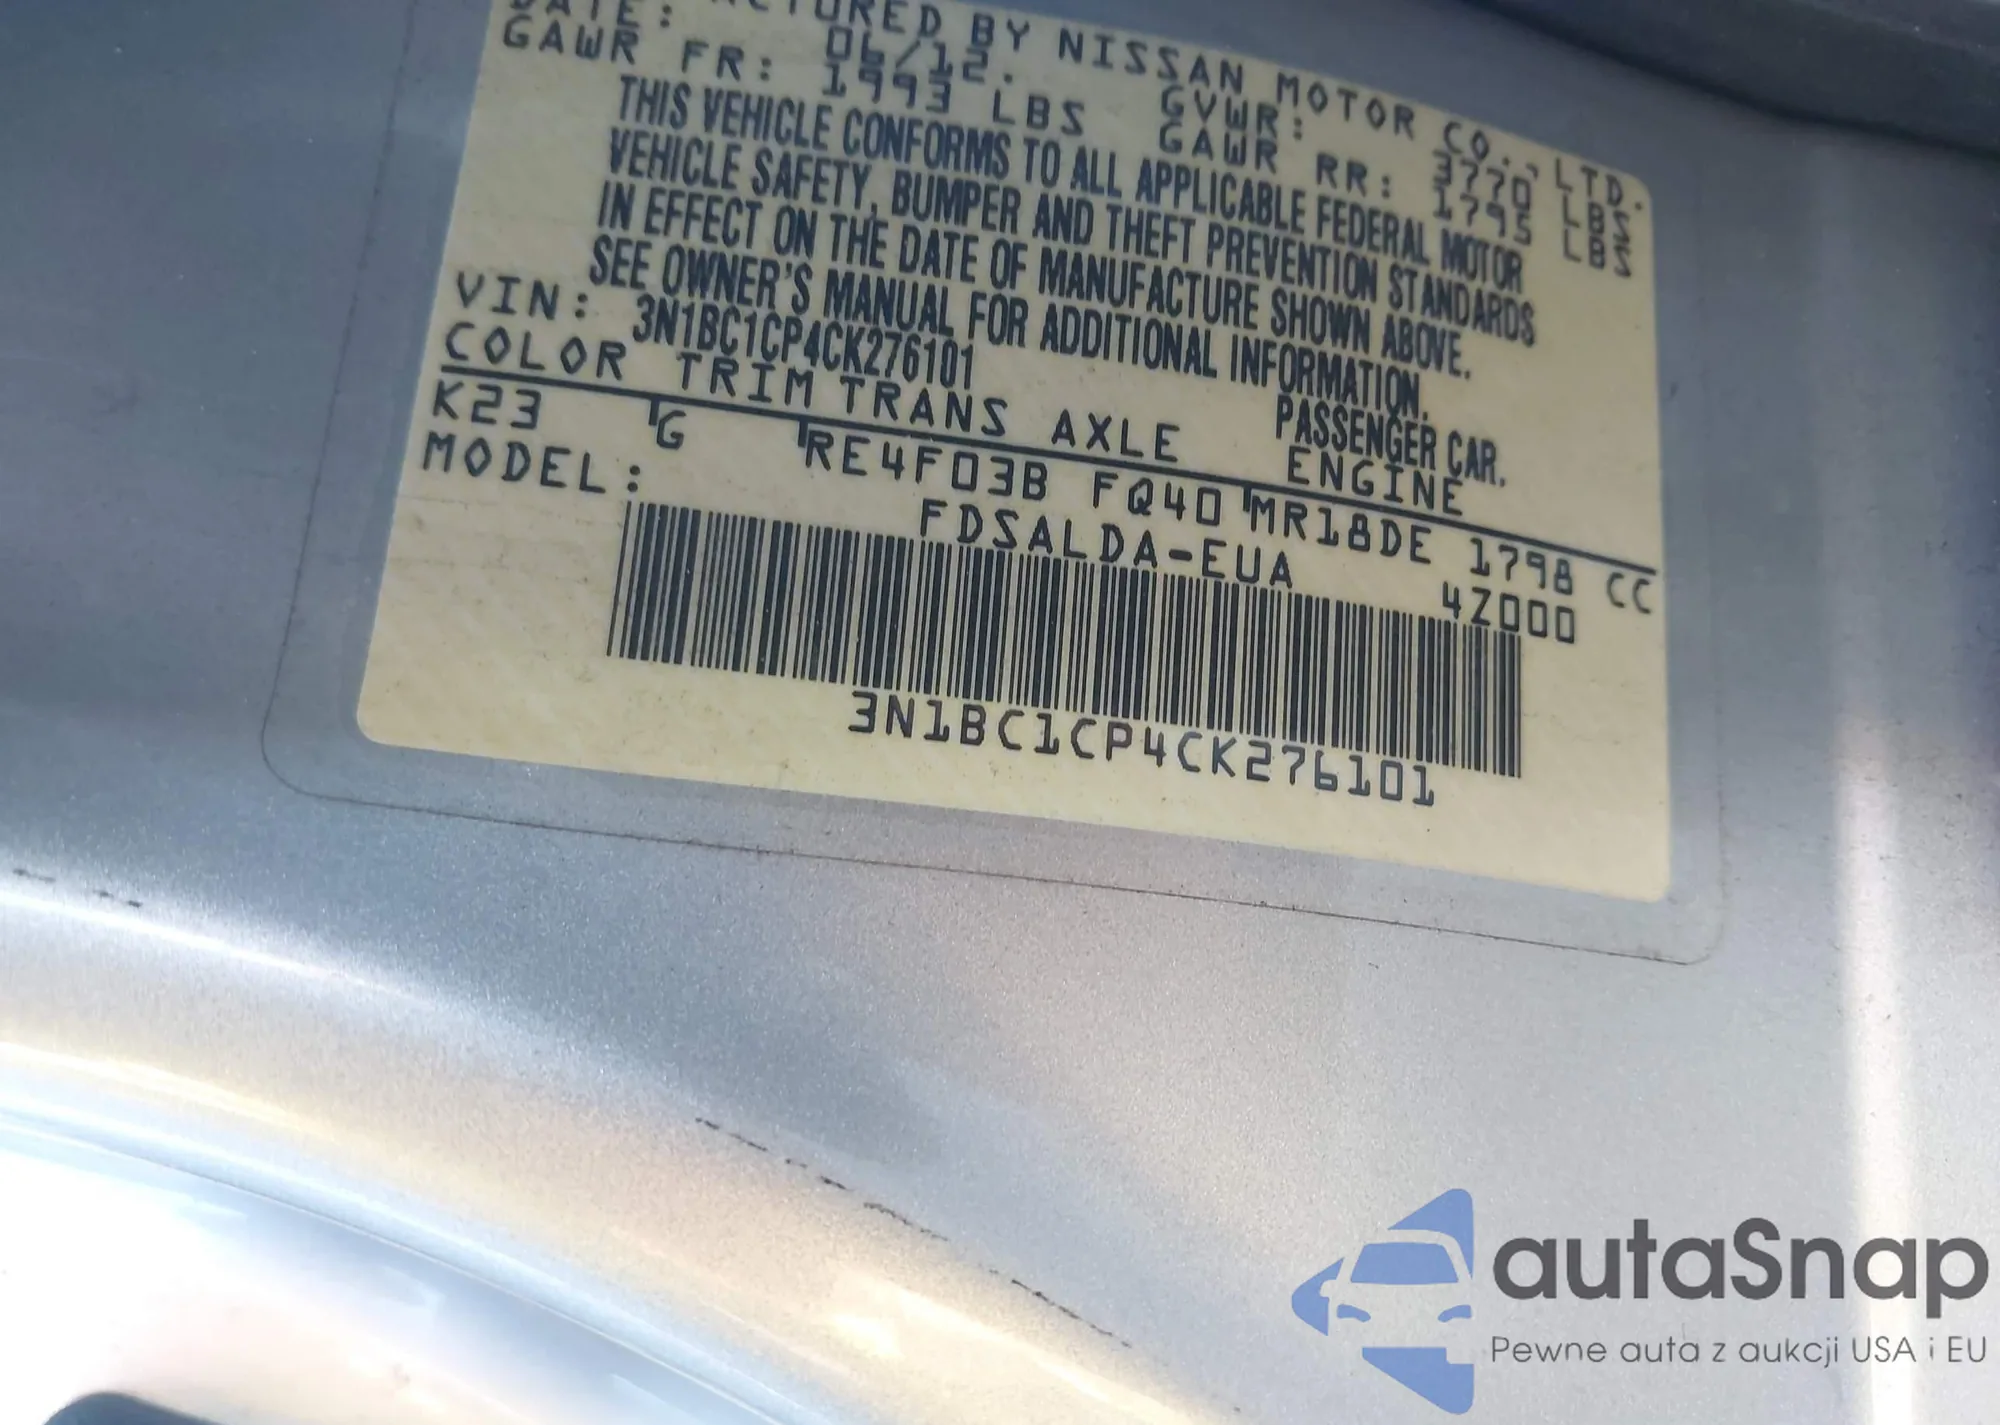 CTURED BY NISSAN MOTOR CO., LTD.
DATE: 06/12. GVWR: 3770 LBS
GAWR FR: 1993 LBS GAWR RR: 1795 LBS
THIS VEHICLE CONFORMS TO ALL APPLICABLE FEDERAL MOTOR
VEHICLE SAFETY, BUMPER AND THEFT PREVENTION STANDARDS
IN EFFECT ON THE DATE OF MANUFACTURE SHOWN ABOVE.
SEE OWNER'S MANUAL FOR ADDITIONAL INFORMATION.
VIN: 3N1BC1CP4CK276101 PASSENGER CAR.
COLOR TRIM TRANS AXLE ENGINE
K23 G RE4F03B FQ40 MR18DE 1798 CC
MODEL: FDSALDA-EUA 4Z000
3N1BC1CP4CK276101
autaSnap
Pewne auta z aukcji USA i EU